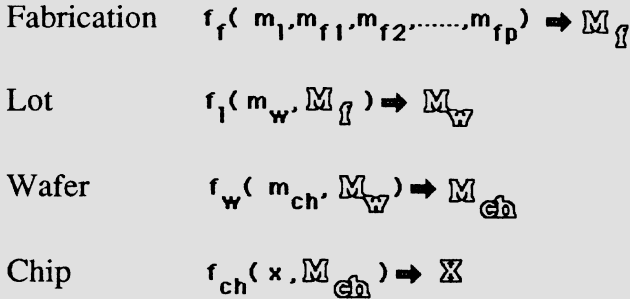 Fabrication f_f( m_l,m_f1,m_f2,......,m_fp) ➡ 𝕄_f
Lot f_l( m_w,𝕄_f ) ➡ 𝕄_w
Wafer f_w( m_ch,𝕄_w) ➡ 𝕄_ch
Chip f_ch( x ,𝕄_ch ) ➡ 𝕏